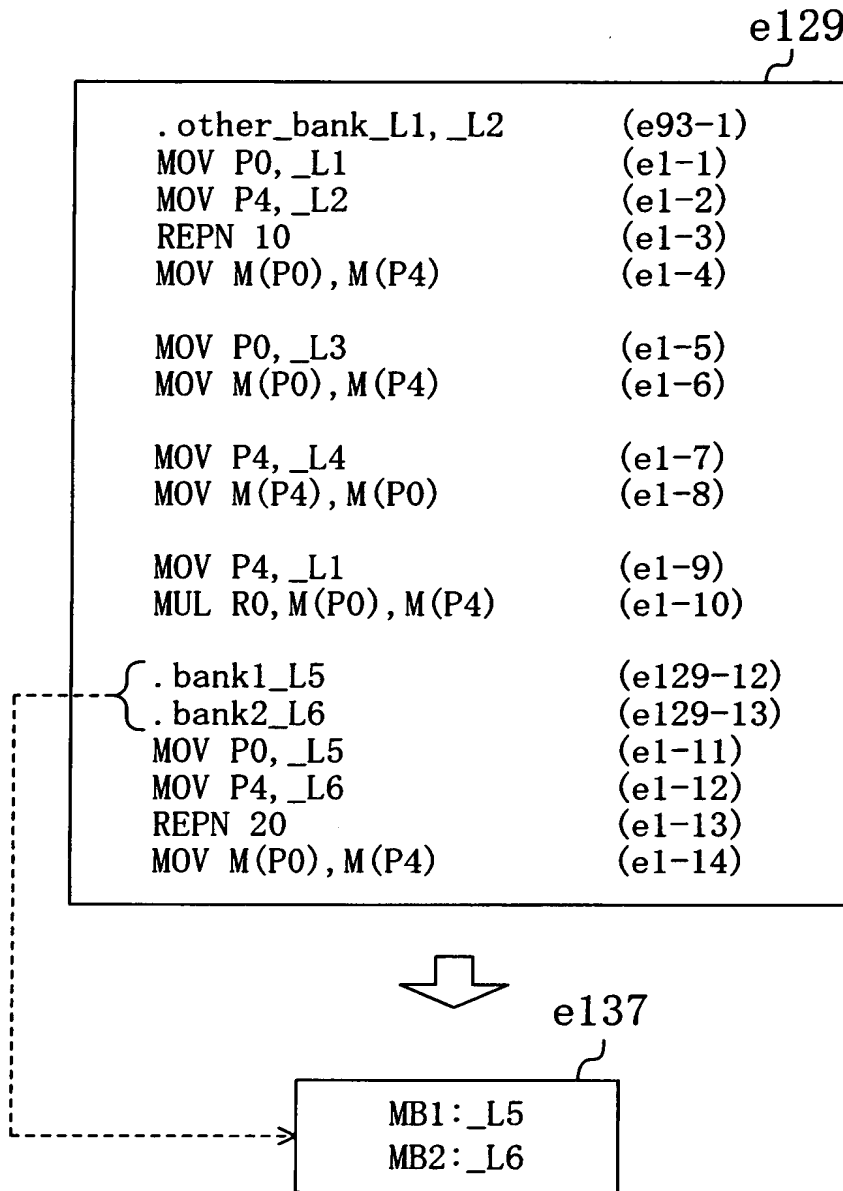 e129
.other_bank_L1,_L2 (e93-1)
MOV P0,_L1 (e1-1)
MOV P4,_L2 (e1-2)
REPN 10 (e1-3)
MOV M(P0),M(P4) (e1-4)
MOV P0,_L3 (e1-5)
MOV M(P0),M(P4) (e1-6)
MOV P4,_L4 (e1-7)
MOV M(P4),M(P0) (e1-8)
MOV P4,_L1 (e1-9)
MUL R0,M(P0),M(P4) (e1-10)
.bank1_L5 (e129-12)
.bank2_L6 (e129-13)
MOV P0,_L5 (e1-11)
MOV P4,_L6 (e1-12)
REPN 20 (e1-13)
MOV M(P0),M(P4) (e1-14)
e137
MB1:_L5
MB2:_L6